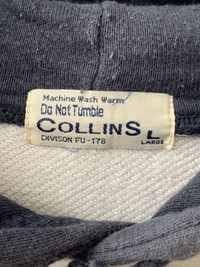 Machine Wash Warm
Do Not Tumble
COLLINS L
LARGE
DIVISON FU-178